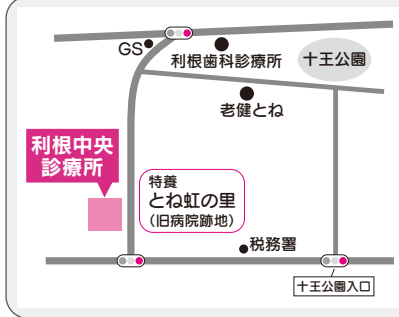 GS
利根歯科診療所
十王公園
老健とね
利根中央
診療所
特養
とね虹の里
（旧病院跡地）
税務署
十王公園入口